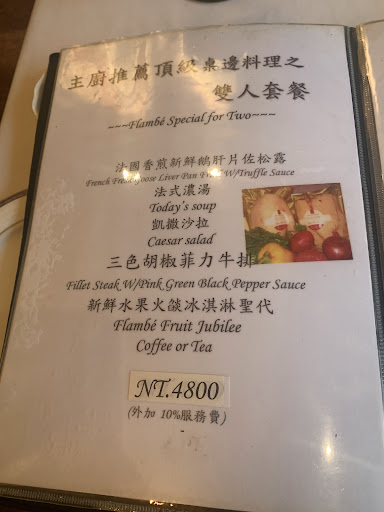 主廚推薦頂級桌邊料理之
雙人套餐
~~~Flambé Special for Two~~~
法國香煎新鮮鵝肝片佐松露
French Fresh Goose Liver Pan Fried W/Truffle Sauce
法式濃湯
Today's soup
凱撒沙拉
Caesar salad
三色胡椒菲力牛排
Fillet Steak W/Pink Green Black Pepper Sauce
新鮮水果火燄冰淇淋聖代
Flambé Fruit Jubilee
Coffee or Tea
NT.4800
(外加 10%服務費)